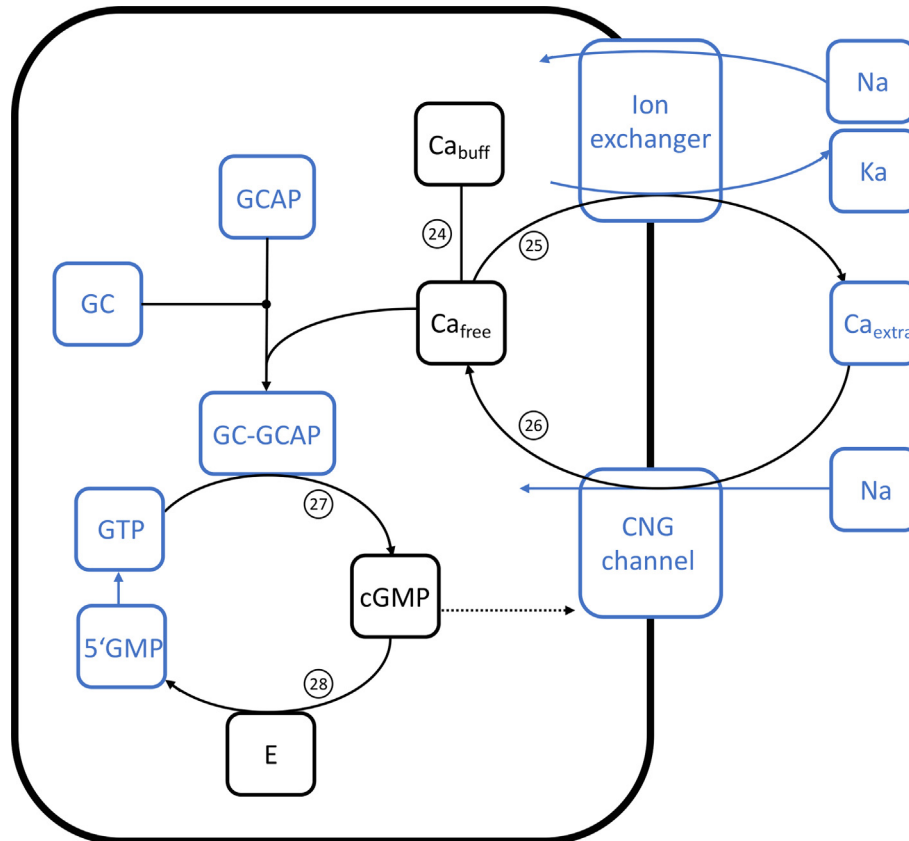 Ion
exchanger
Na
Ca_buff
Ka
GCAP
24
25
GC
Ca_free
Ca_extra
26
GC-GCAP
Na
27
GTP
CNG
channel
cGMP
5‘GMP
28
E